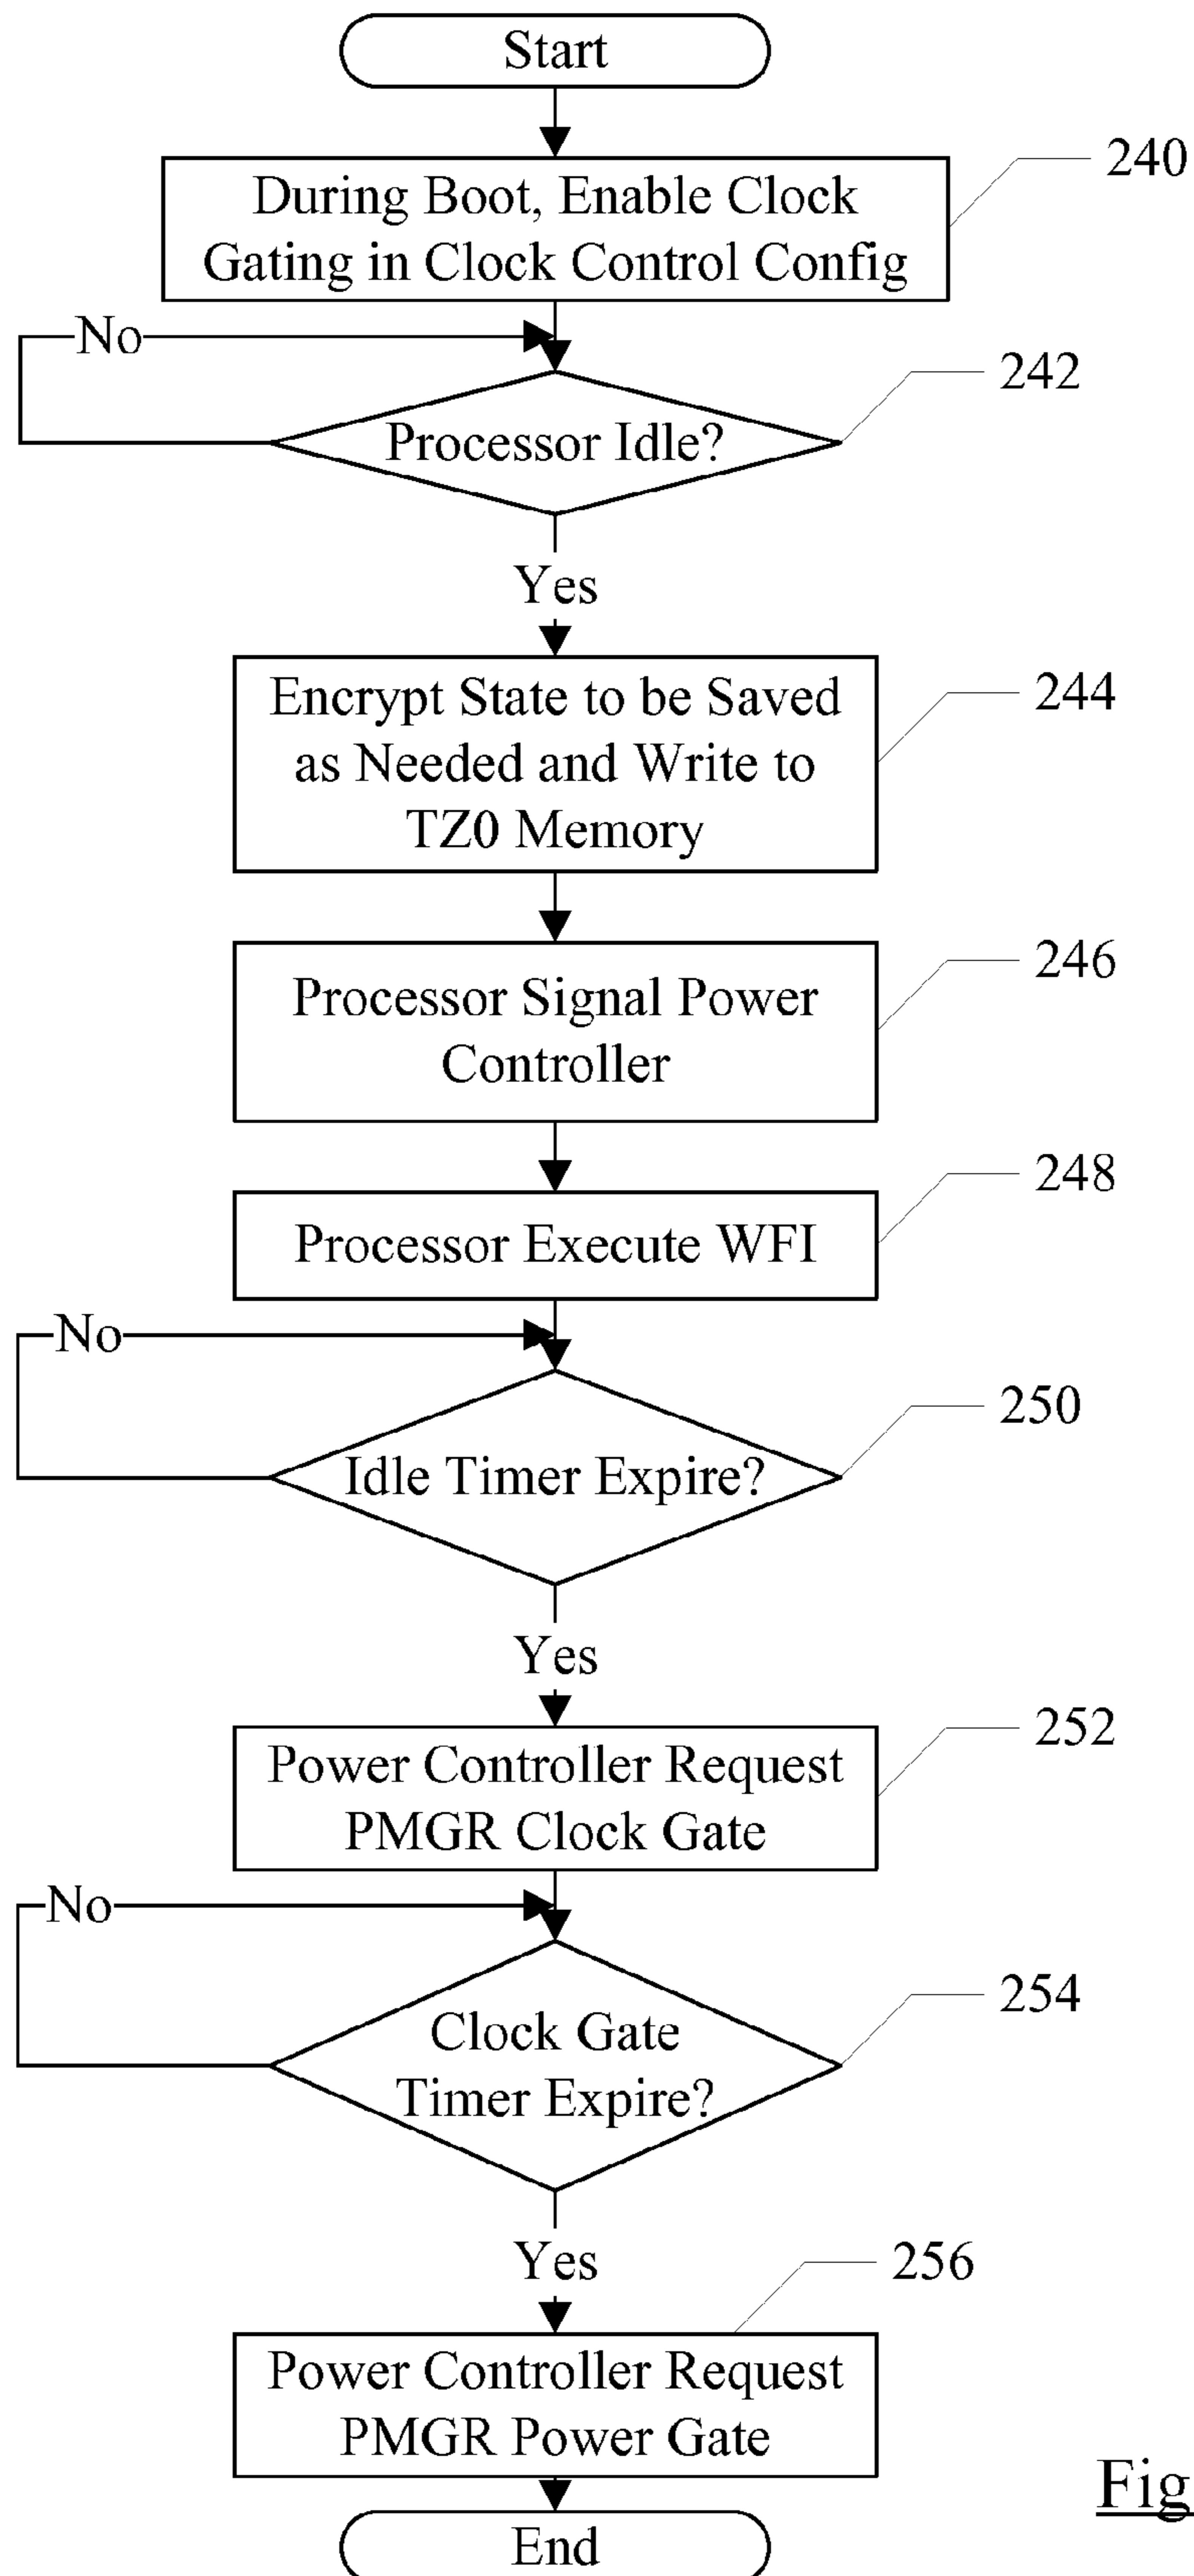 Start
During Boot, Enable Clock
Gating in Clock Control Config
240
No
Processor Idle?
242
Yes
Encrypt State to be Saved
as Needed and Write to
TZ0 Memory
244
Processor Signal Power
Controller
246
Processor Execute WFI
248
No
Idle Timer Expire?
250
Yes
Power Controller Request
PMGR Clock Gate
252
No
Clock Gate
Timer Expire?
254
Yes
256
Power Controller Request
PMGR Power Gate
Fig
End